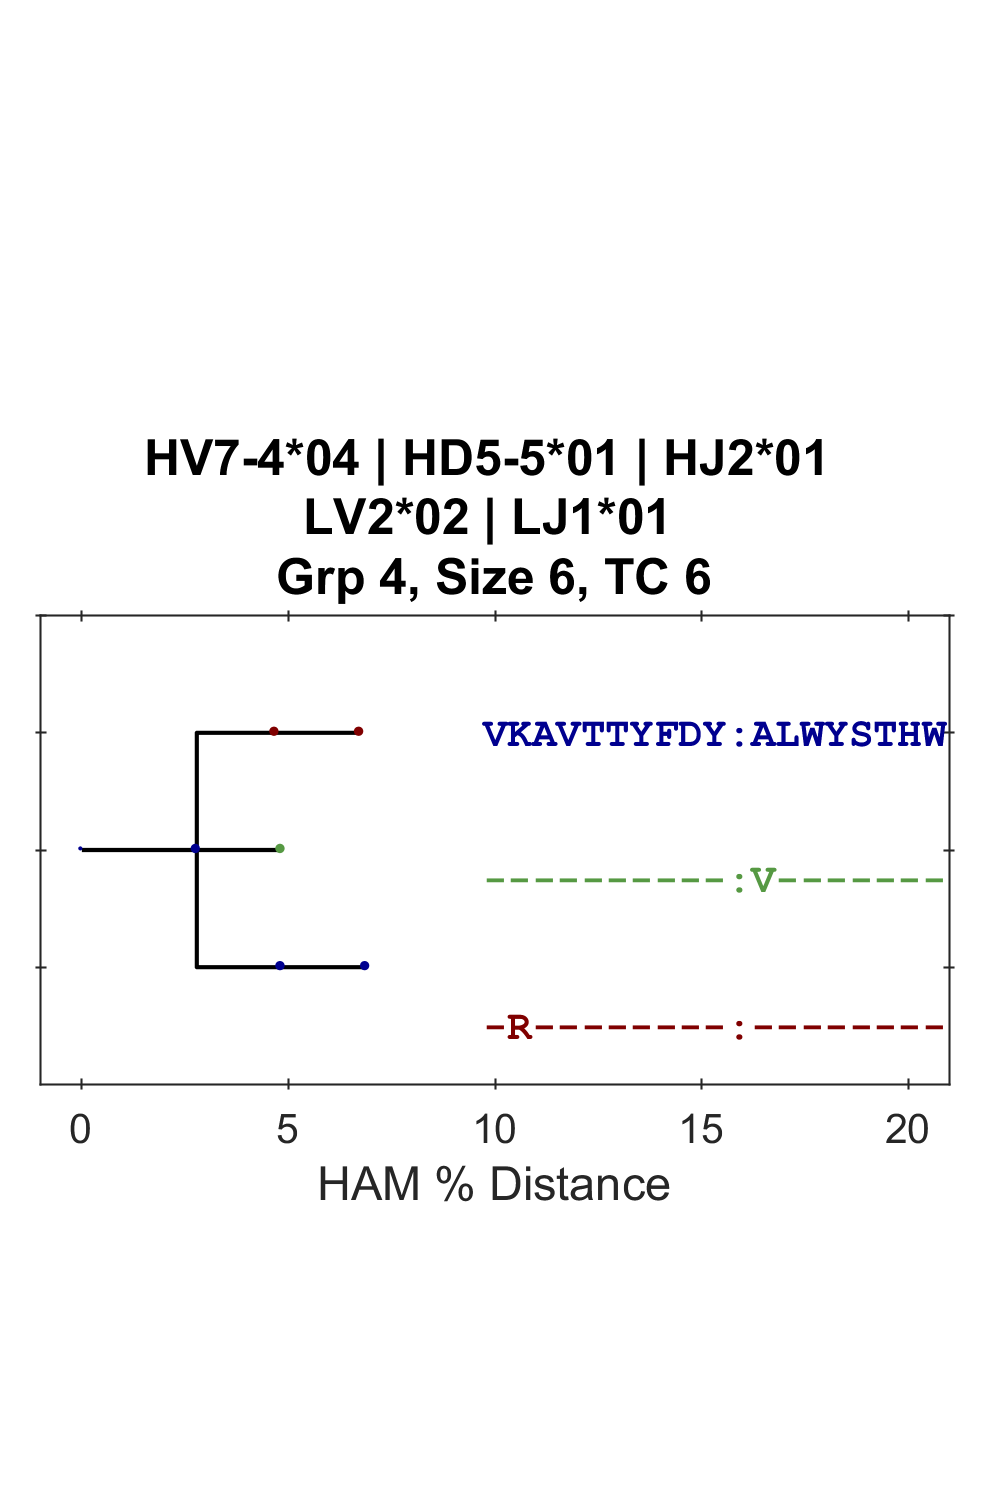 HV7-4*04 | HD5-5*01 | HJ2*01
LV2*02 | LJ1*01
Grp 4, Size 6, TC 6
VKAVTTYFDY:ALWYSTHW
----------:V-------
-R--------:--------
0 5 10 15 20
HAM % Distance